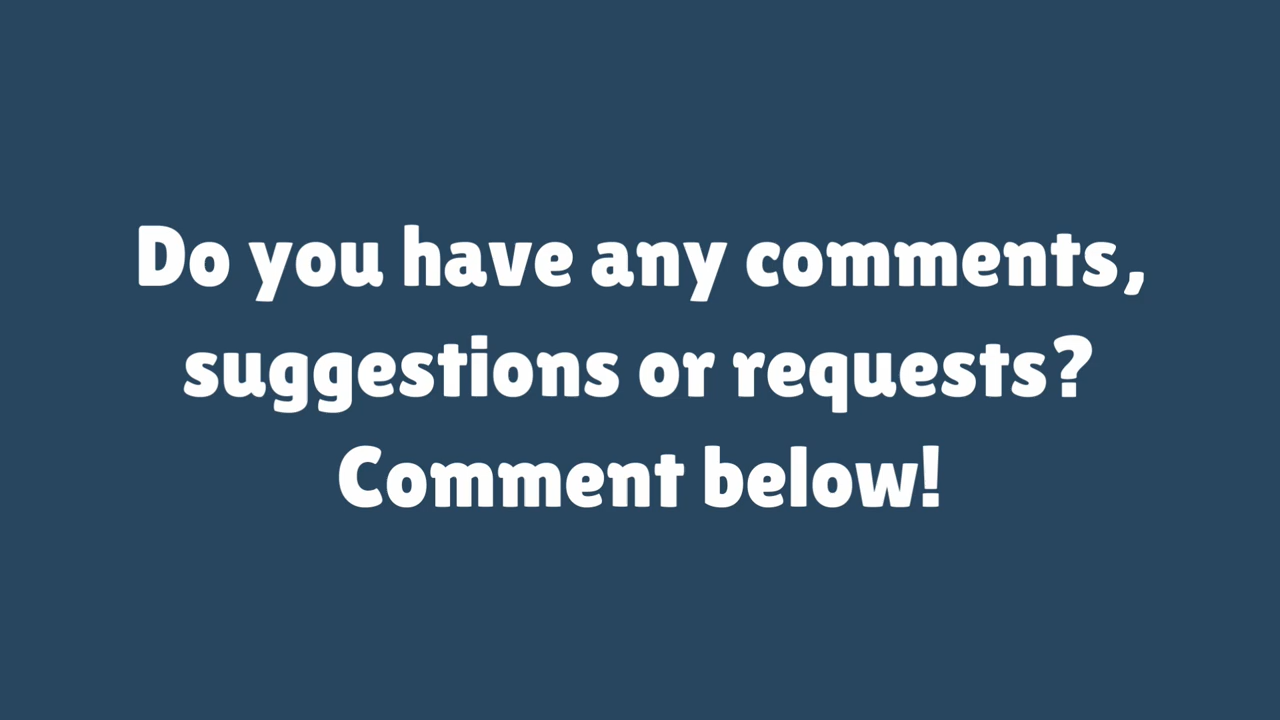 Do you have any comments,
suggestions or requests?
Comment below!